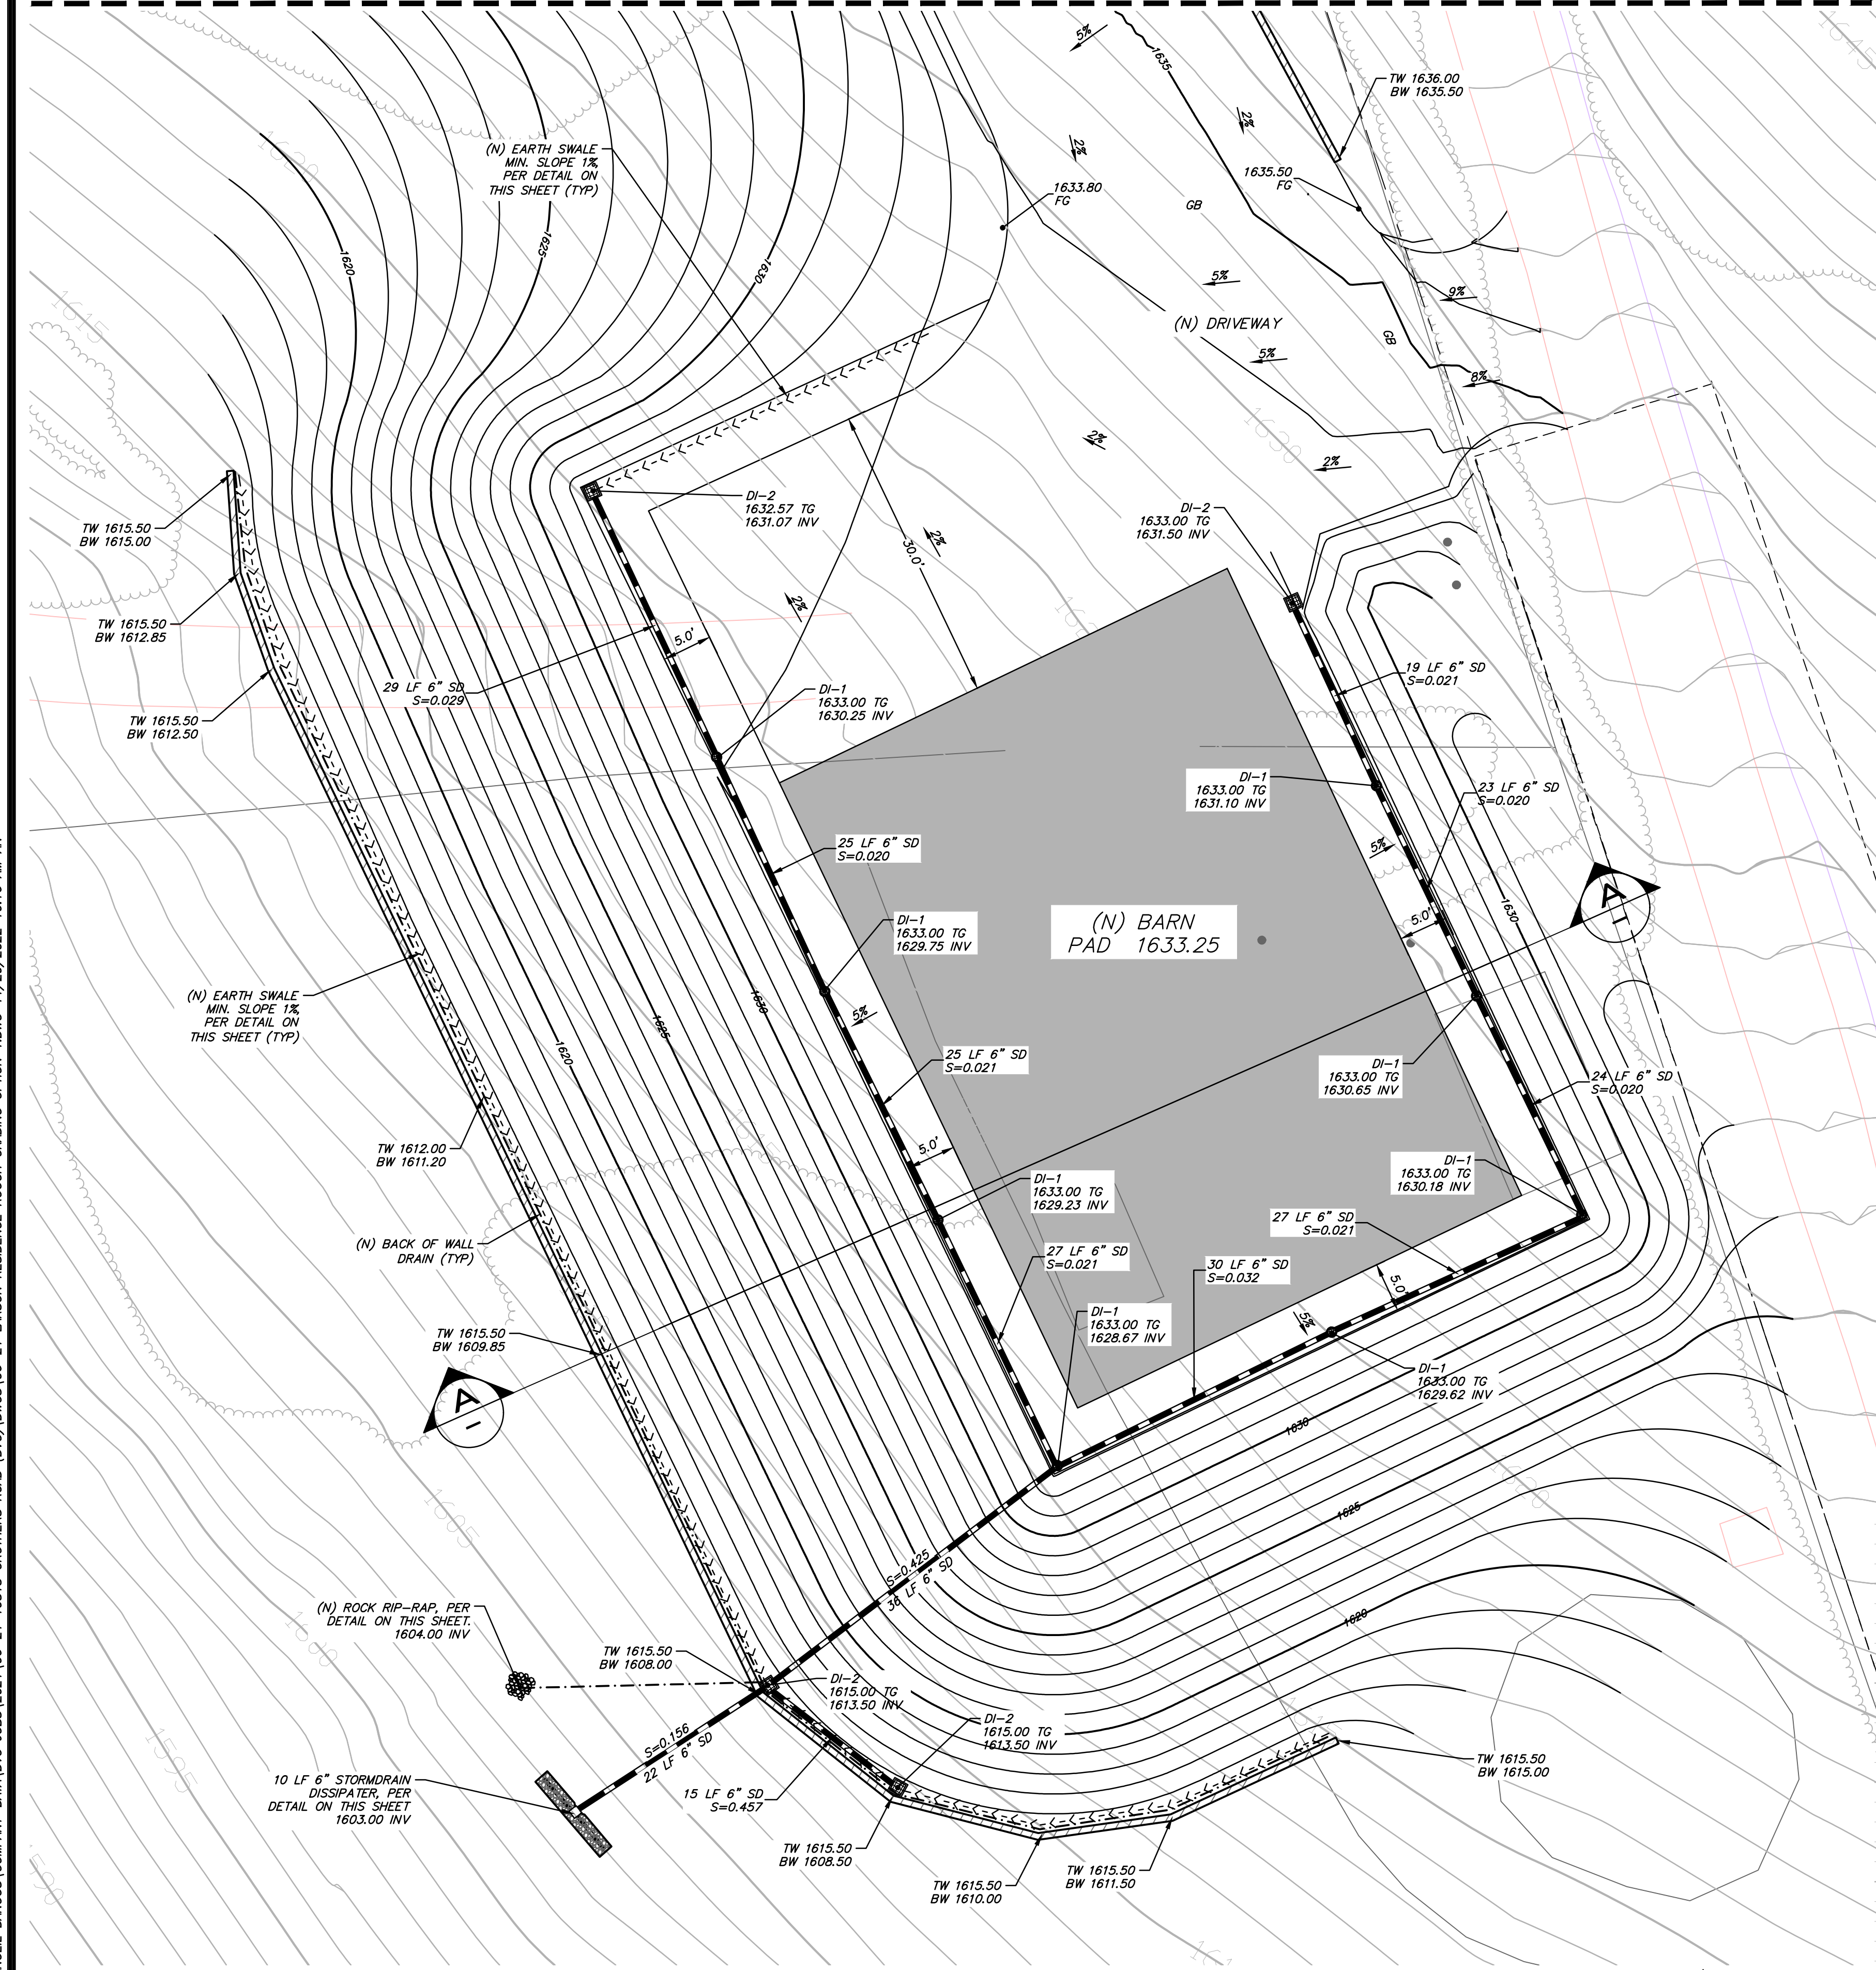 5%
1635
1645
TW 1636.00
BW 1635.50
2%
2%
(N) EARTH SWALE
MIN. SLOPE 1%,
PER DETAIL ON
THIS SHEET (TYP)
1633.80
FG
1635.50
FG
GB
1620
1625
1630
1615
5%
9%
(N) DRIVEWAY
GB
5%
8%
1620
2%
2%
DI-2
1632.57 TG
1631.07 INV
DI-2
1633.00 TG
1631.50 INV
TW 1615.50
BW 1615.00
30.0'
2%
2%
TW 1615.50
BW 1612.85
5.0'
29 LF 6" SD
S=0.029
19 LF 6" SD
S=0.021
DI-1
1633.00 TG
1630.25 INV
TW 1615.50
BW 1612.50
DI-1
1633.00 TG
1631.10 INV
23 LF 6" SD
S=0.020
25 LF 6" SD
S=0.020
5%
A
1
1630
5.0'
DI-1
1633.00 TG
1629.75 INV
(N) BARN
PAD 1633.25
(N) EARTH SWALE
MIN. SLOPE 1%,
PER DETAIL ON
THIS SHEET (TYP)
1630
1625
1620
5%
25 LF 6" SD
S=0.021
DI-1
1633.00 TG
1630.65 INV
24 LF 6" SD
S=0.020
1615
TW 1612.00
BW 1611.20
5.0'
DI-1
1633.00 TG
1630.18 INV
DI-1
1633.00 TG
1629.23 INV
(N) BACK OF WALL
DRAIN (TYP)
27 LF 6" SD
S=0.021
27 LF 6" SD
S=0.021
30 LF 6" SD
S=0.032
5.0'
5%
TW 1615.50
BW 1609.85
DI-1
1633.00 TG
1628.67 INV
DI-1
1633.00 TG
1629.62 INV
A
1
1630
1605
1625
S=0.425
36 LF 6" SD
(N) ROCK RIP-RAP, PER
DETAIL ON THIS SHEET.
1604.00 INV
1600
1620
TW 1615.50
BW 1608.00
DI-2
1615.00 TG
1613.50 INV
DI-2
1615.00 TG
1613.50 INV
1595
S=0.156
22 LF 6" SD
TW 1615.50
BW 1615.00
10 LF 6" STORMDRAIN
DISSIPATER, PER
DETAIL ON THIS SHEET
1603.00 INV
15 LF 6" SD
S=0.457
TW 1615.50
BW 1608.50
TW 1615.50
BW 1611.50
TW 1615.50
BW 1610.00